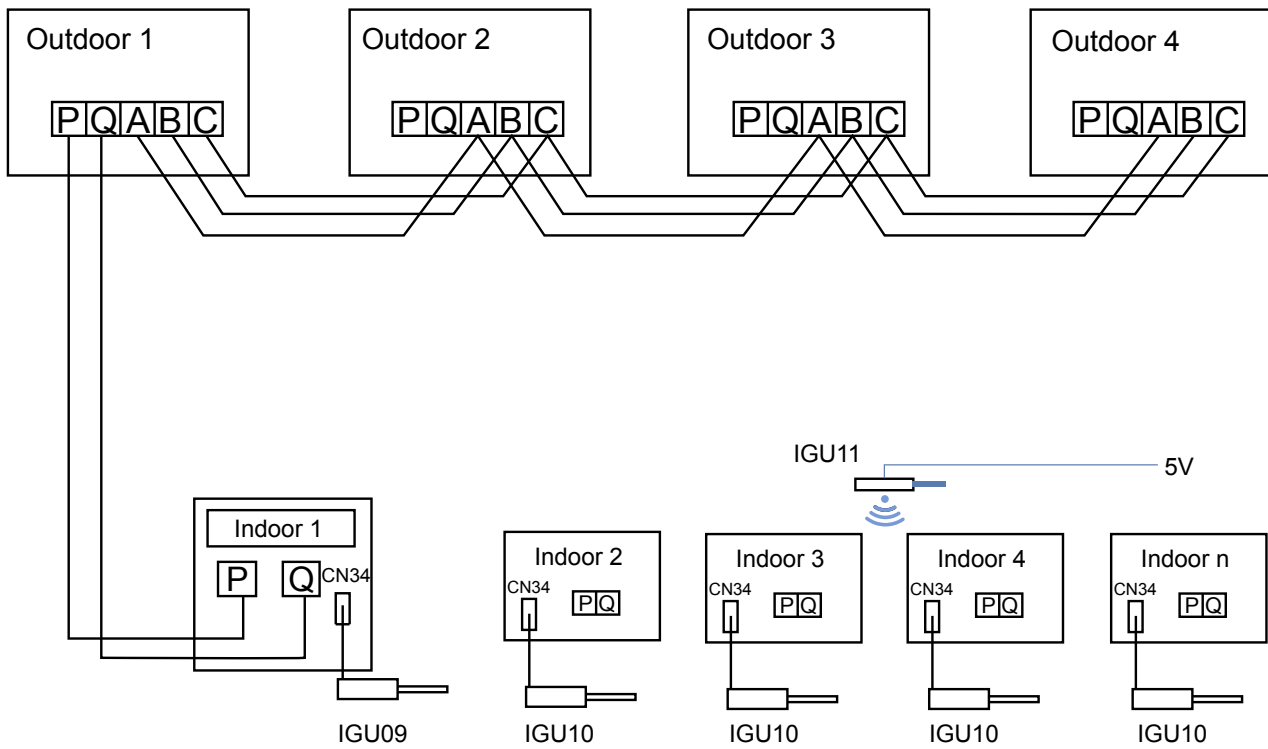 Outdoor 1
Outdoor 2
Outdoor 3
Outdoor 4
P Q A B C
P Q A B C
P Q A B C
P Q A B C
IGU11
5V
Indoor 1
P
Q
CN34
Indoor 2
CN34
P Q
Indoor 3
CN34
P Q
Indoor 4
CN34
P Q
Indoor n
CN34
P Q
IGU09
IGU10
IGU10
IGU10
IGU10